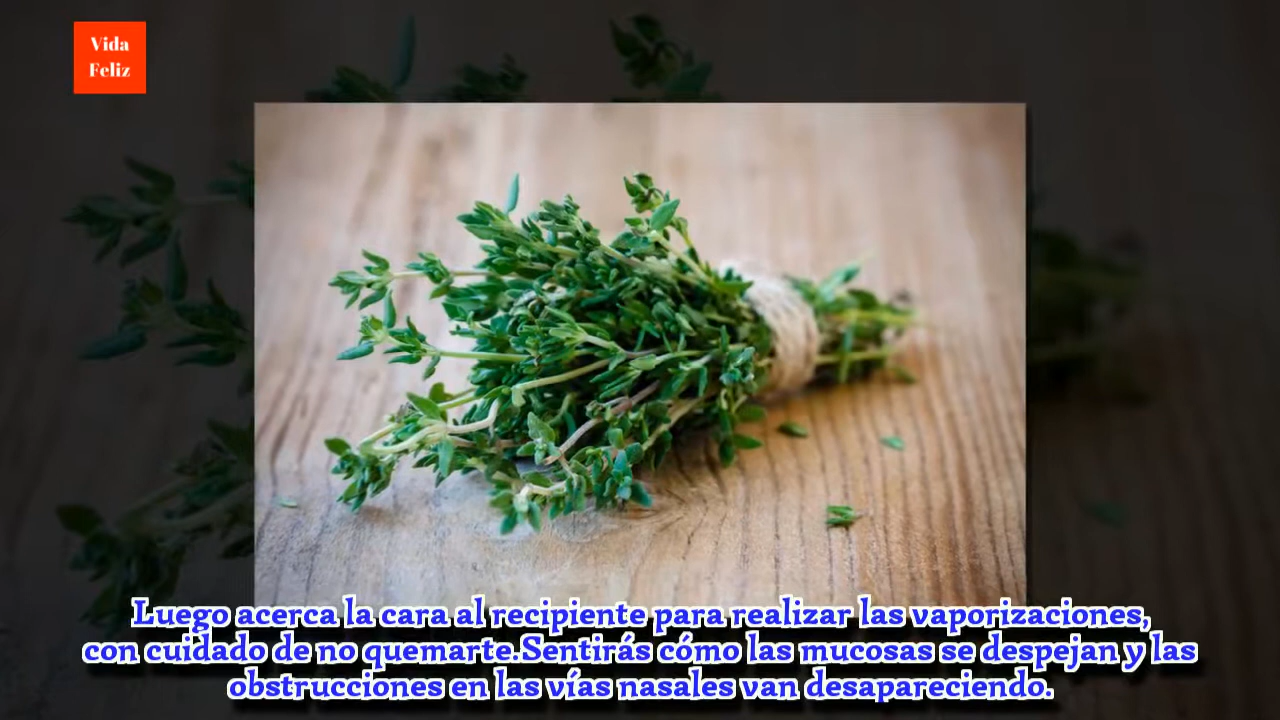 Vida
Feliz
Luego acerca la cara al recipiente para realizar las vaporizaciones,
con cuidado de no quemarte.Sentirás cómo las mucosas se despejan y las
obstrucciones en las vías nasales van desapareciendo.